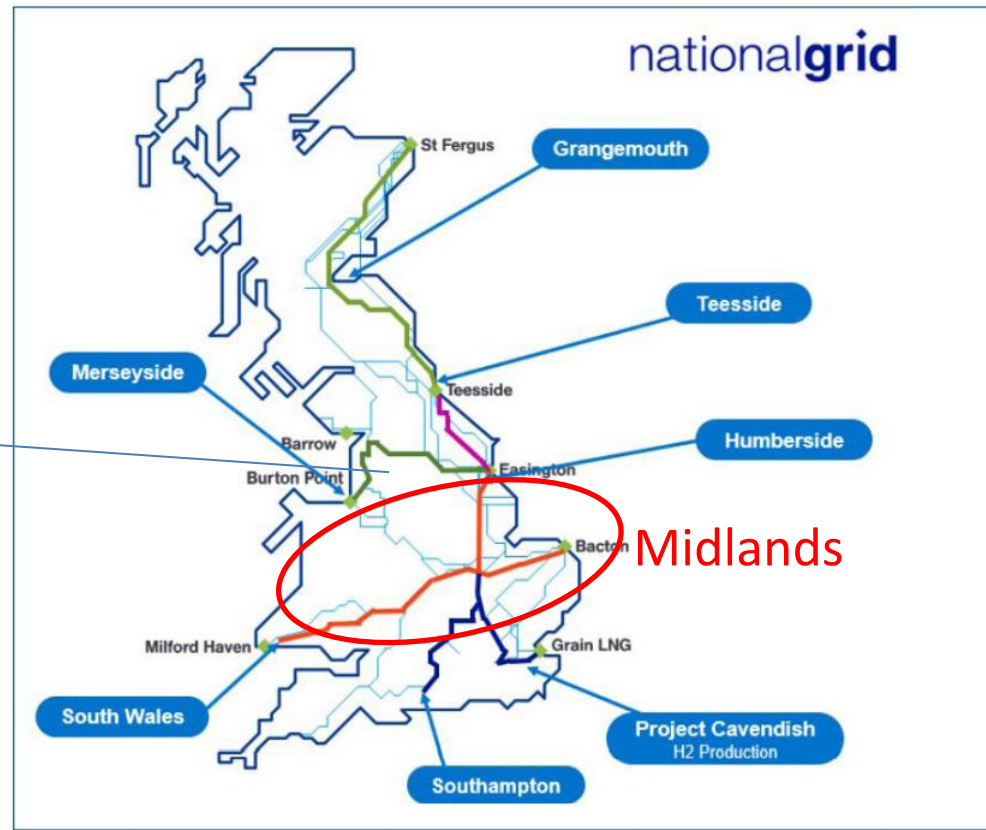 nationalgrid
St Fergus
Grangemouth
Teesside
Merseyside
Teesside
Barrow
Humberside
Easington
Burton Point
Bacton
Midlands
Milford Haven
Grain LNG
South Wales
Project Cavendish
H2 Production
Southampton